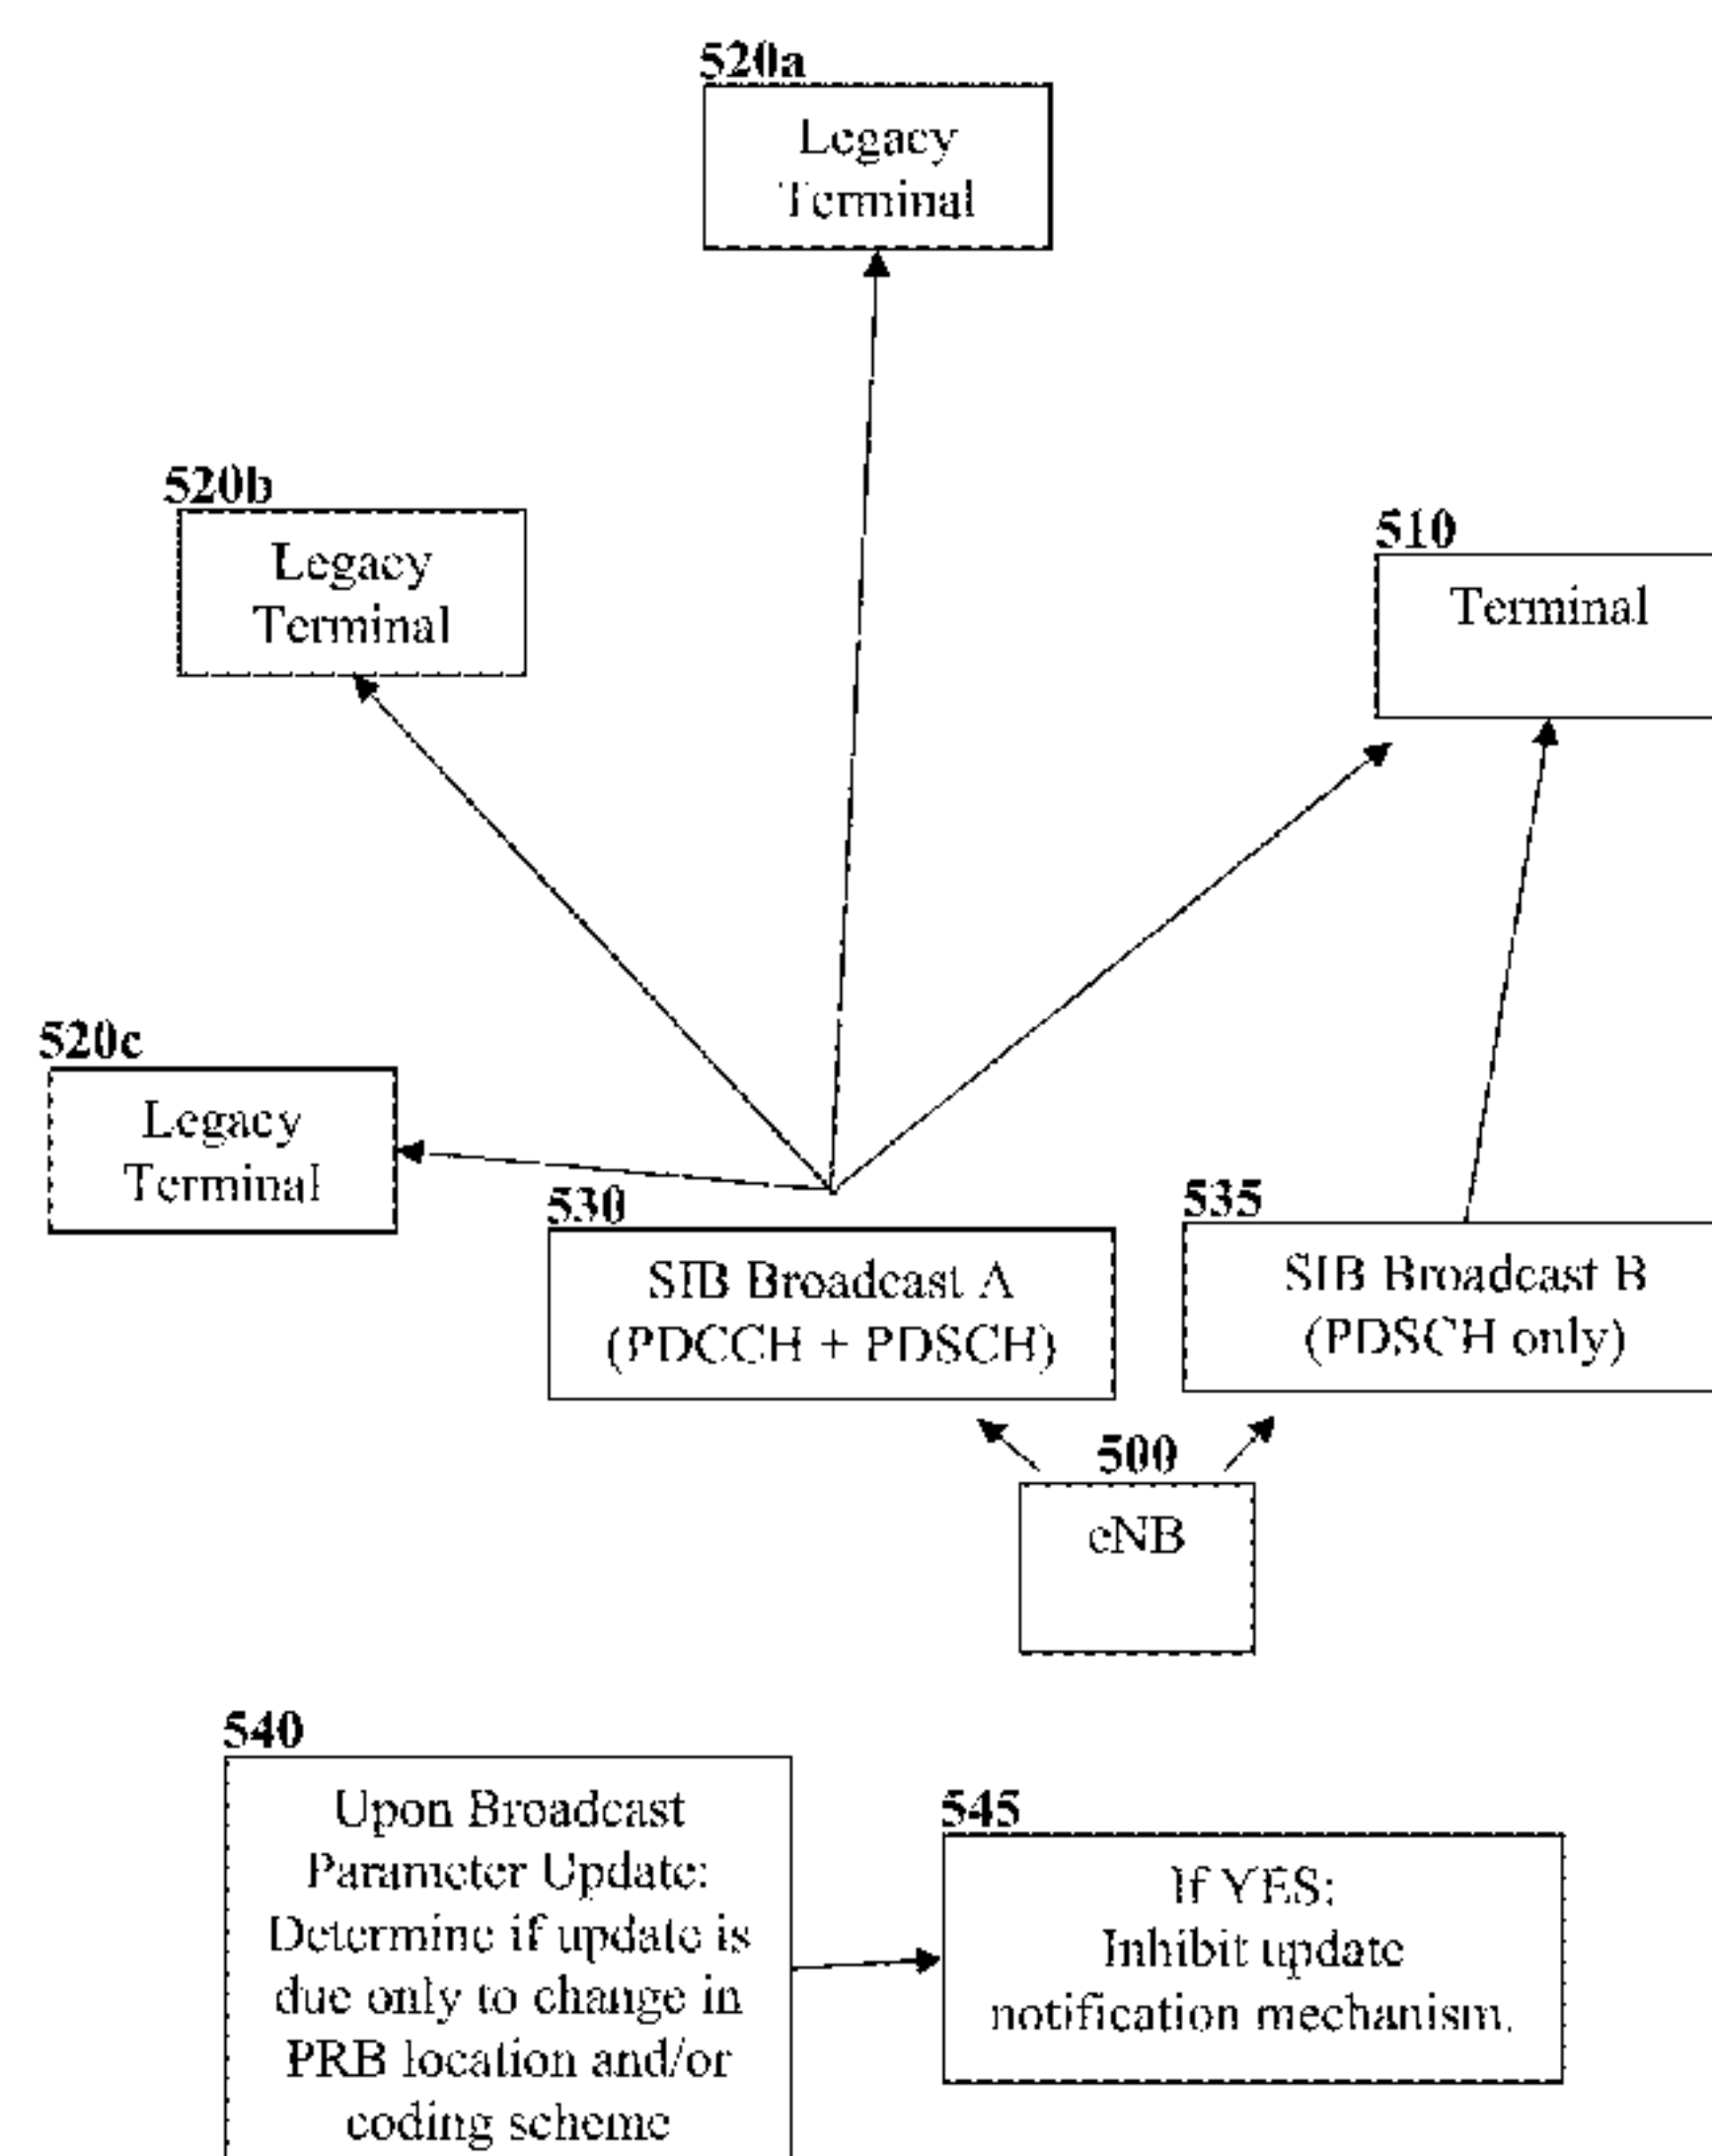 520a
Legacy
Terminal
520b
Legacy
Terminal
510
Terminal
520c
Legacy
Terminal
530
SIB Broadcast A
(PDCCH + PDSCH)
535
SIB Broadcast B
(PDSCH only)
500
eNB
540
Upon Broadcast
Parameter Update:
Determine if update is
due only to change in
PRB location and/or
coding scheme
545
If YES:
Inhibit update
notification mechanism.